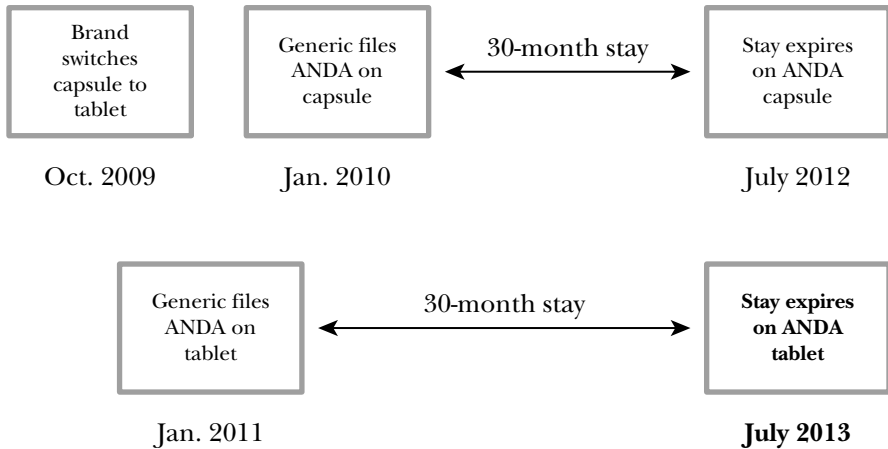 Brand
switches
capsule to
tablet
Generic files
ANDA on
capsule
30-month stay
Stay expires
on ANDA
capsule
Oct. 2009
Jan. 2010
July 2012
Generic files
ANDA on
tablet
30-month stay
Stay expires
on ANDA
tablet
Jan. 2011
July 2013